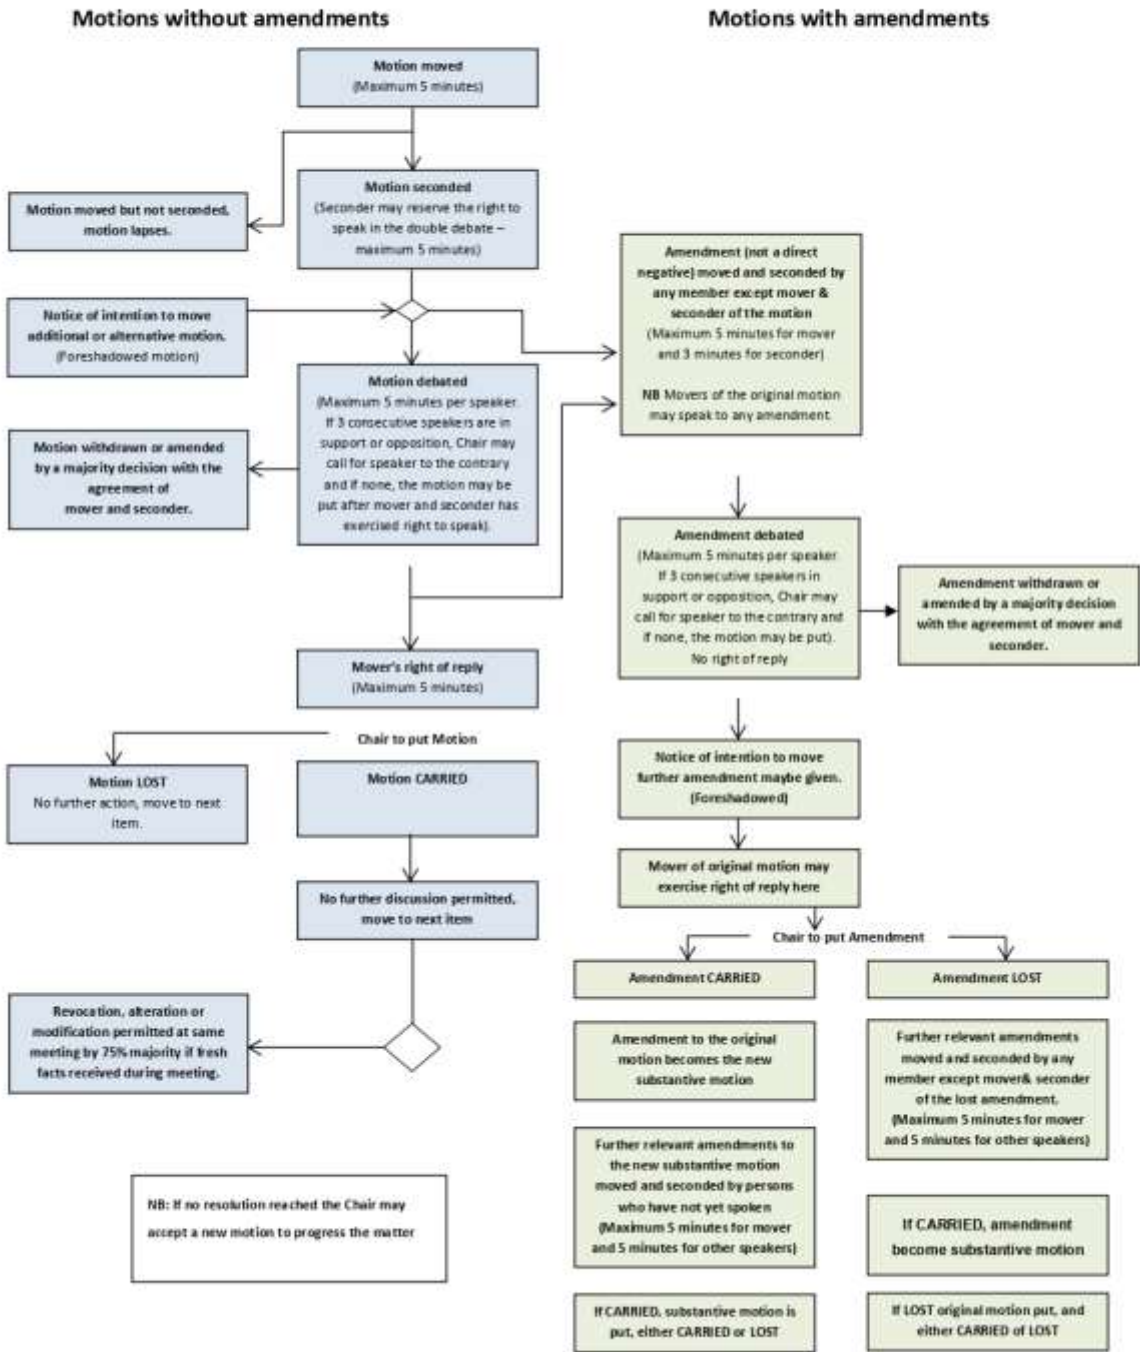 Motions without amendments
Motion moved
(Maximum 5 minutes)
Motion seconded
(Seconder may reserve the right to
speak in the double debate –
maximum 5 minutes)
Motion moved but not seconded,
motion lapses.
Notice of intention to move
additional or alternative motion.
(Foreshadowed motion)
Motion debated
(Maximum 5 minutes per speaker.
If 3 consecutive speakers are in
support or opposition, Chair may
call for speaker to the contrary
and if none, the motion may be
put after mover and seconder has
exercised right to speak).
Motion withdrawn or amended
by a majority decision with the
agreement of
mover and seconder.
Mover's right of reply
(Maximum 5 minutes)
Chair to put Motion
Motion LOST
No further action, move to next
item.
Motion CARRIED
No further discussion permitted,
move to next item
Revocation, alteration or
modification permitted at same
meeting by 75% majority if fresh
facts received during meeting.
NB: If no resolution reached the Chair may
accept a new motion to progress the matter
Motions with amendments
Amendment (not a direct
negative) moved and seconded by
any member except mover &
seconder of the motion
(Maximum 5 minutes for mover
and 3 minutes for seconder)
NB Movers of the original motion
may speak to any amendment.
Amendment debated
(Maximum 5 minutes per speaker.
If 3 consecutive speakers in
support or opposition, Chair may
call for speaker to the contrary and
if none, the motion may be put).
No right of reply
Amendment withdrawn or
amended by a majority decision
with the agreement of mover and
seconder.
Notice of intention to move
further amendment maybe given.
(Foreshadowed)
Mover of original motion may
exercise right of reply here
Chair to put Amendment
Amendment CARRIED
Amendment to the original
motion becomes the new
substantive motion
Further relevant amendments to
the new substantive motion
moved and seconded by persons
who have not yet spoken
(Maximum 5 minutes for mover
and 5 minutes for other speakers)
If CARRIED, substantive motion is
put, either CARRIED or LOST
Amendment LOST
Further relevant amendments
moved and seconded by any
member except mover& seconder
of the lost amendment.
(Maximum 5 minutes for mover
and 5 minutes for other speakers)
If CARRIED, amendment
become substantive motion
If LOST original motion put, and
either CARRIED of LOST